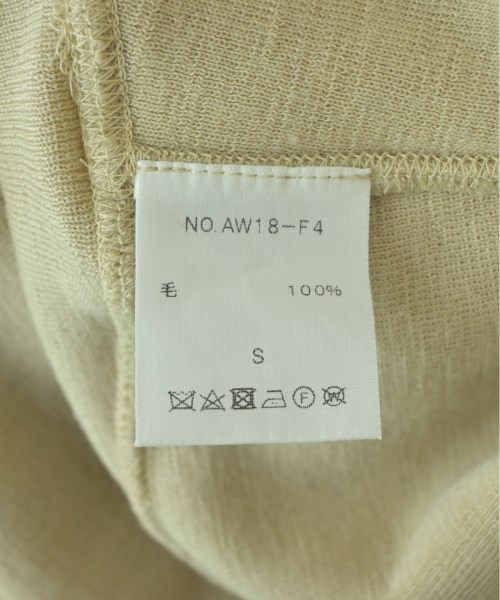 NO. AW18-F4
毛 100%
S
F W